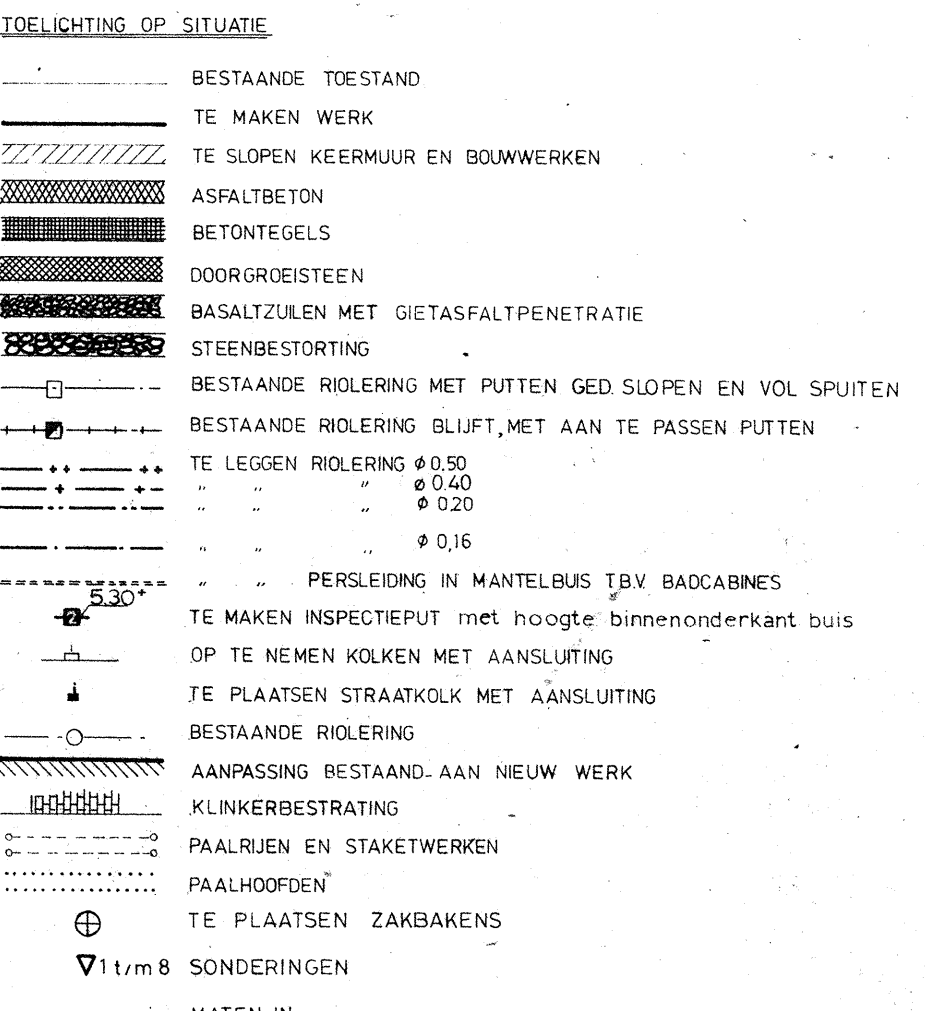 TOELICHTING OP SITUATIE
BESTAANDE TOESTAND
TE MAKEN WERK
TE SLOPEN KEERMUUR EN BOUWWERKEN
ASFALTBETON
BETONTEGELS
DOORGROEISTEEN
BASALTZUILEN MET GIETASFALTPENETRATIE
STEENBESTORTING
BESTAANDE RIOLERING MET PUTTEN GED. SLOPEN EN VOL SPUITEN
BESTAANDE RIOLERING BLIJFT, MET AAN TE PASSEN PUTTEN
TE LEGGEN RIOLERING ϕ 0.50
" " " ϕ 0.40
" " " ϕ 0.20
" " " ϕ 0,16
" " PERSLEIDING IN MANTELBUIS T.B.V. BADCABINES
5.30+
2 TE MAKEN INSPECTIEPUT met hoogte binnenonderkant buis
OP TE NEMEN KOLKEN MET AANSLUITING
TE PLAATSEN STRAATKOLK MET AANSLUITING
BESTAANDE RIOLERING
AANPASSING BESTAAND-AAN NIEUW WERK
KLINKERBESTRATING
PAALRIJEN EN STAKETWERKEN
PAALHOOFDEN
TE PLAATSEN ZAKBAKENS
1 t/m 8 SONDERINGEN
MATEN IN